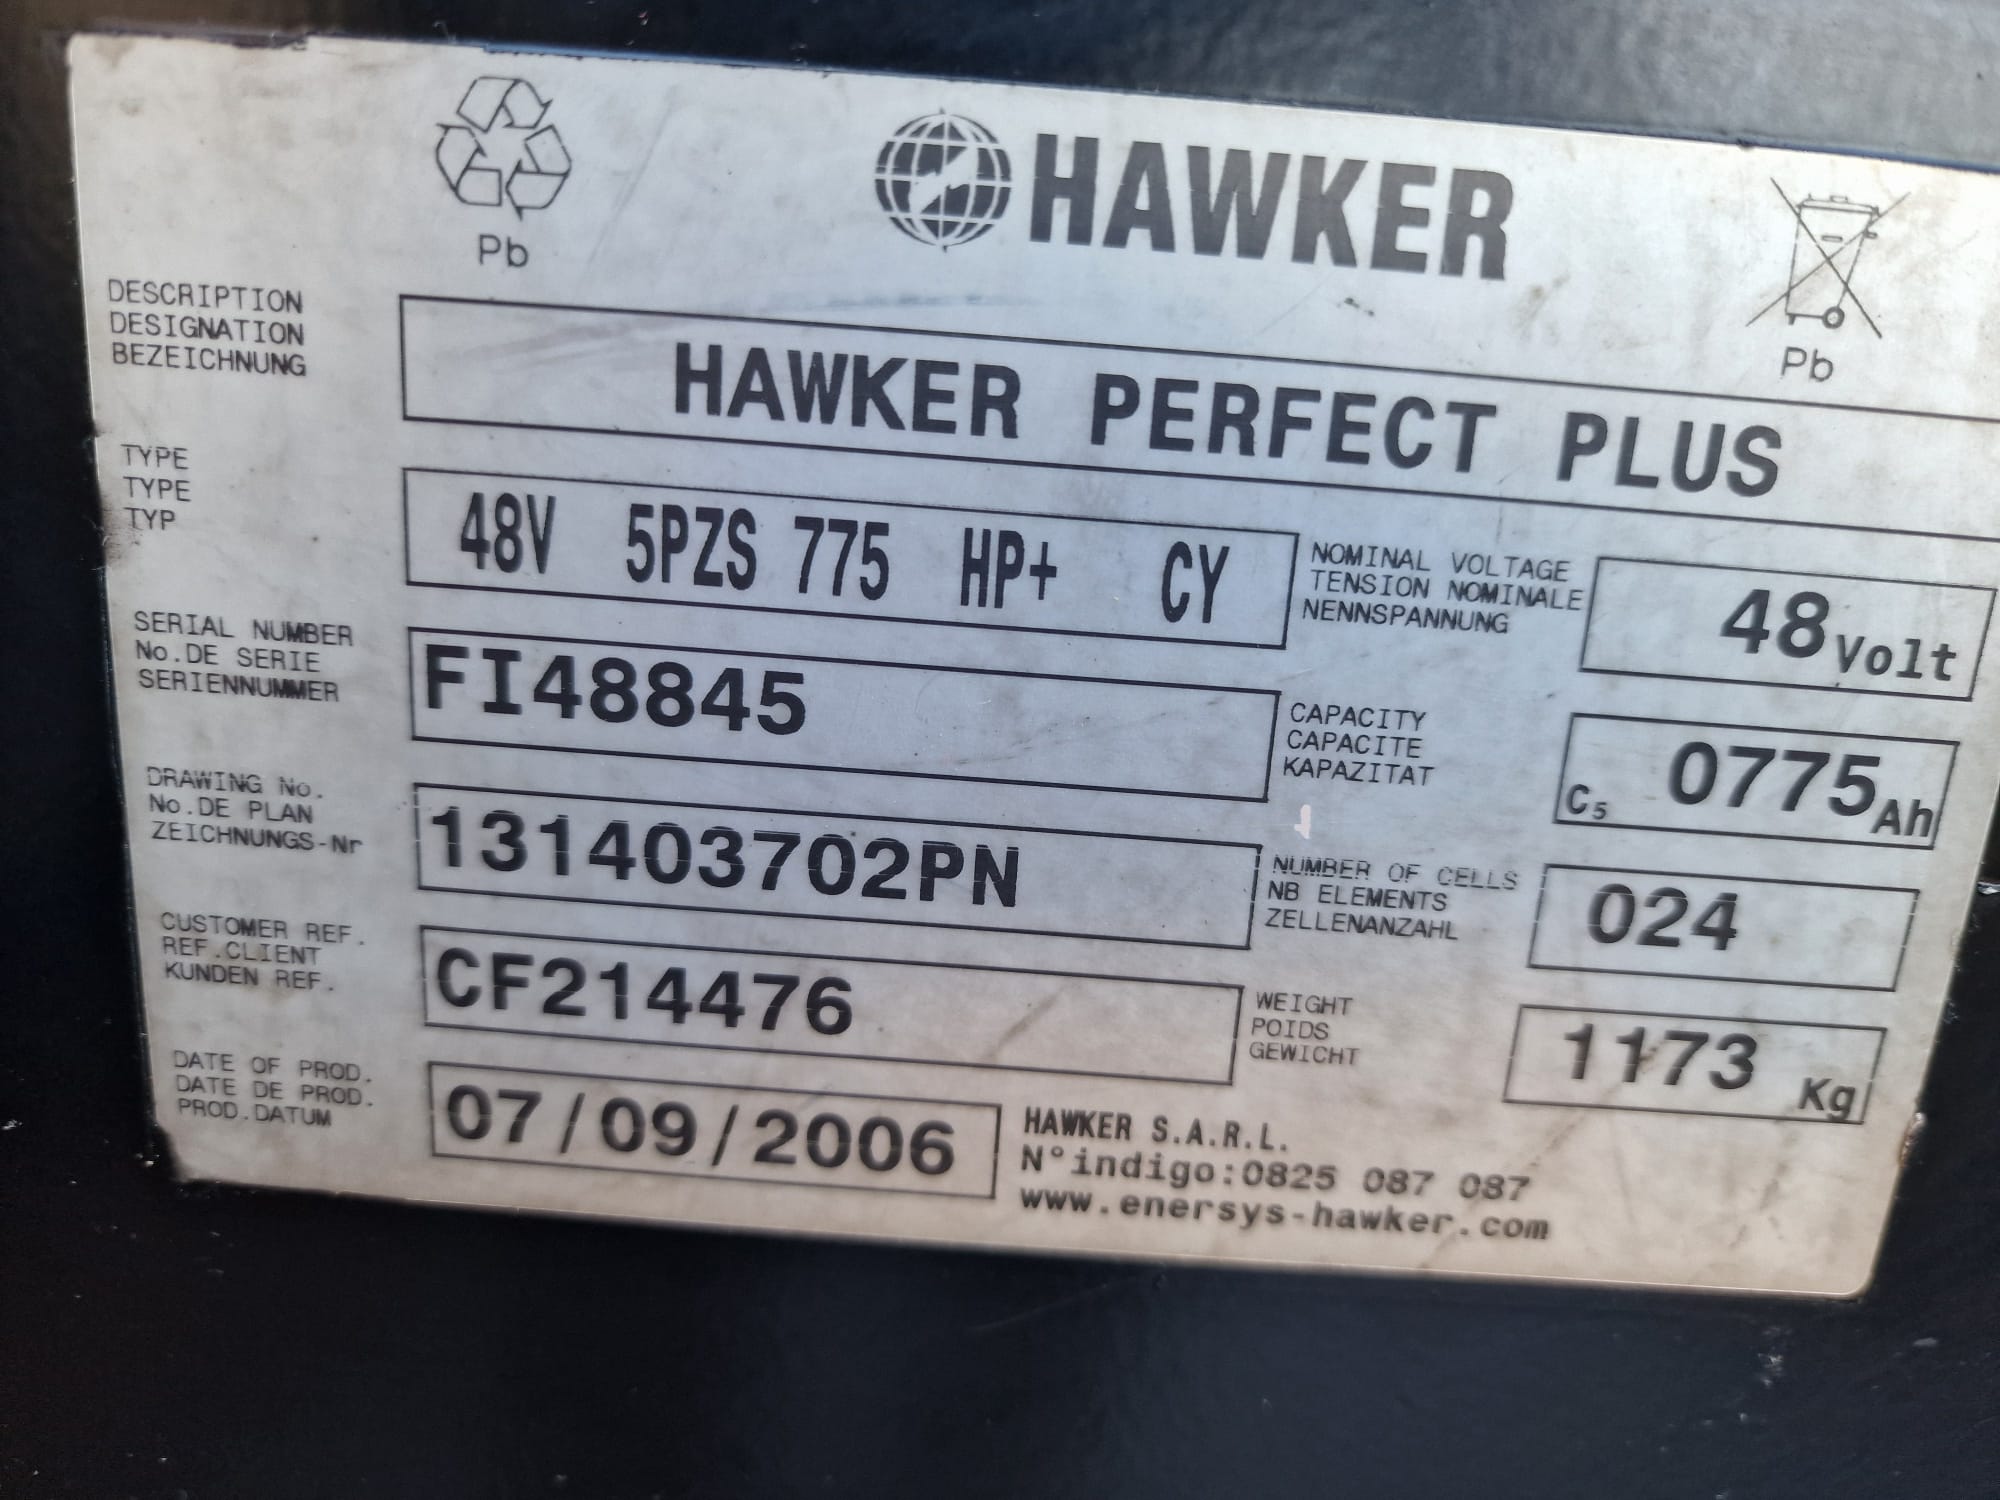 HAWKER
Pb
Pb
DESCRIPTION
DESIGNATION
BEZEICHNUNG
HAWKER PERFECT PLUS
TYPE
TYPE
TYP
48V 5PZS 775 HP+ CY
NOMINAL VOLTAGE
TENSION NOMINALE
NENNSPANNUNG
48 Volt
SERIAL NUMBER
No.DE SERIE
SERIENNUMMER
FI48845
CAPACITY
CAPACITE
KAPAZITAT
C5 0775 Ah
DRAWING No.
No.DE PLAN
ZEICHNUNGS-Nr
131403702PN
NUMBER OF CELLS
NB ELEMENTS
ZELLENANZAHL
024
CUSTOMER REF.
REF.CLIENT
KUNDEN REF.
CF214476
WEIGHT
POIDS
GEWICHT
1173 Kg
DATE OF PROD.
DATE DE PROD.
PROD.DATUM
07/09/2006
HAWKER S.A.R.L.
N°indigo:0825 087 087
www.enersys-hawker.com